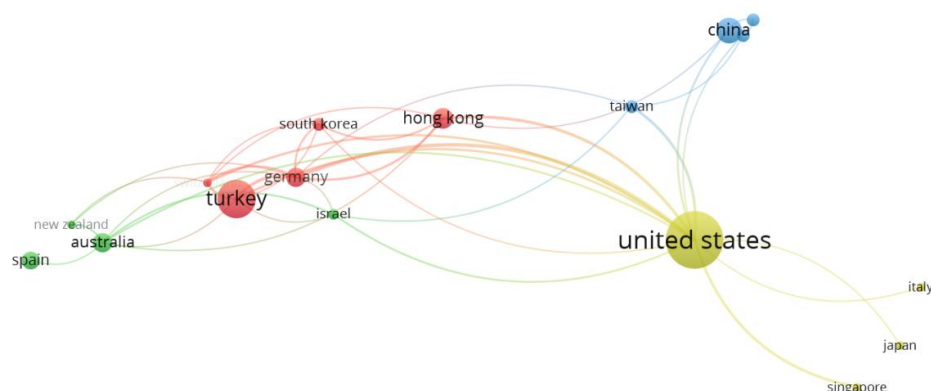 china
taiwan
hong kong
south korea
germany
turkey
israel
new zealand
australia
spain
united states
italy
japan
singapore